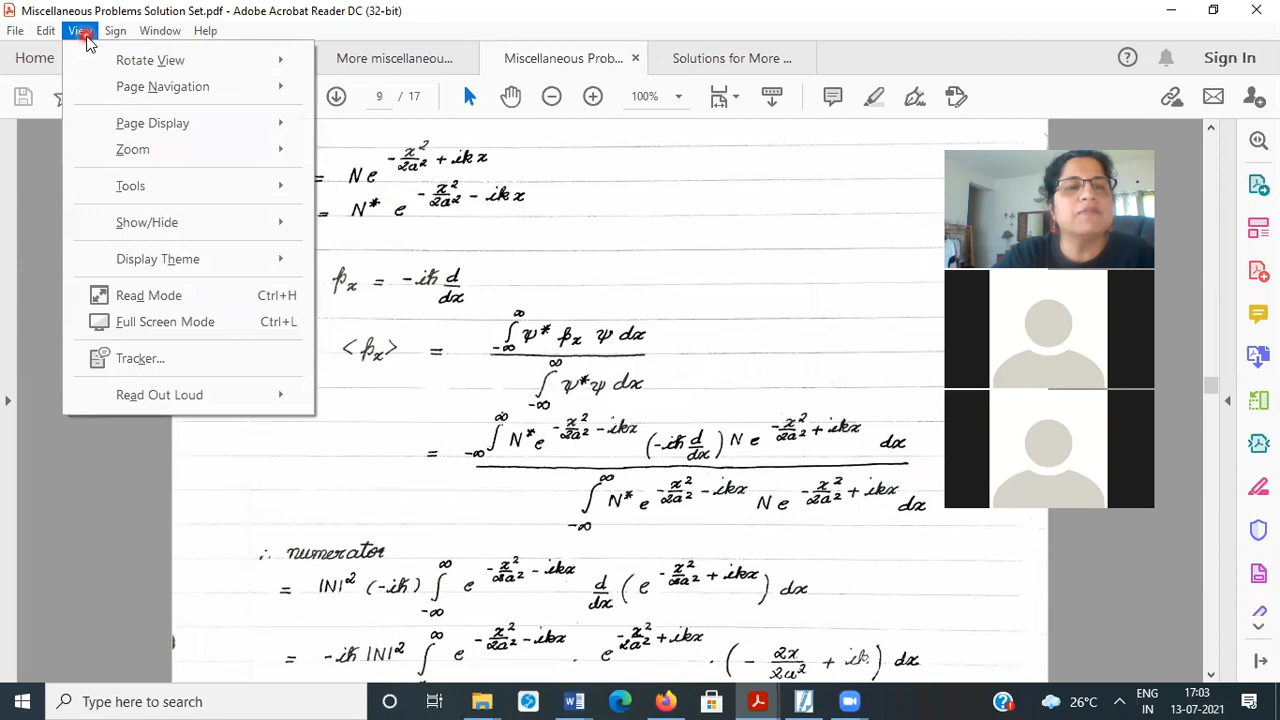 Miscellaneous Problems Solution Set.pdf - Adobe Acrobat Reader DC (32-bit)
File Edit View Sign Window Help
Home More miscellaneou... Miscellaneous Prob... × Solutions for More ... Sign In
9 / 17 100%
Rotate View
Page Navigation
Page Display
Zoom
Tools
Show/Hide
Display Theme
Read Mode Ctrl+H
Full Screen Mode Ctrl+L
Tracker...
Read Out Loud
= N e^{-x²/2a² + ikx}
= N* e^{-x²/2a² - ikx}
p_x = -iħ d/dx
<p_x> = ∫_{-∞}^{∞} ψ* p_x ψ dx / ∫_{-∞}^{∞} ψ*ψ dx
= ∫_{-∞}^{∞} N* e^{-x²/2a² - ikx} (-iħ d/dx) N e^{-x²/2a² + ikx} dx / ∫_{-∞}^{∞} N* e^{-x²/2a² - ikx} N e^{-x²/2a² + ikx} dx
∴ numerator
= |N|² (-iħ) ∫_{-∞}^{∞} e^{-x²/2a² - ikx} d/dx (e^{-x²/2a² + ikx}) dx
= -iħ |N|² ∫^{∞} e^{-x²/2a² - ikx} . e^{-x²/2a² + ikx} . (- 2x/2a² + ik) dx
Type here to search
26°C ENG IN 17:03 13-07-2021